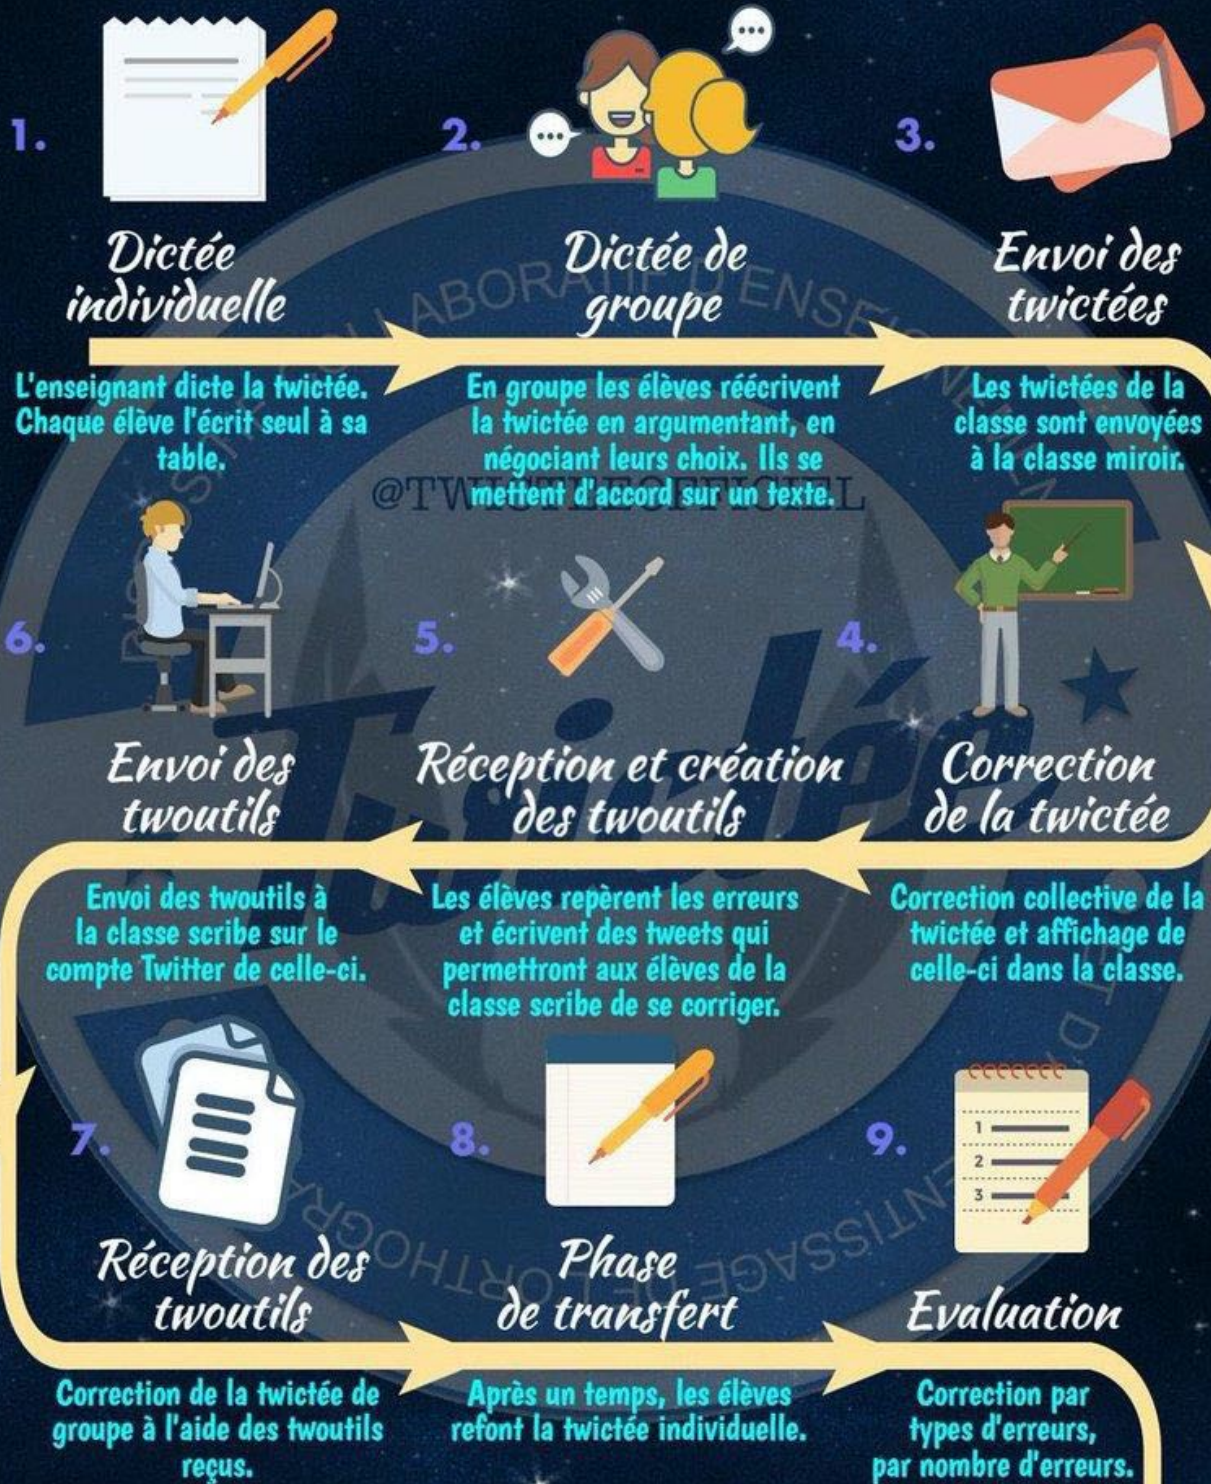 1.
Dictée
individuelle
L'enseignant dicte la twictée.
Chaque élève l'écrit seul à sa
table.
2.
Dictée de
groupe
En groupe les élèves réécrivent
la twictée en argumentant, en
négociant leurs choix. Ils se
mettent d'accord sur un texte.
3.
Envoi des
twictées
Les twictées de la
classe sont envoyées
à la classe miroir.
@TWICTEEOFFICIEL
4.
Correction
de la twictée
Correction collective de la
twictée et affichage de
celle-ci dans la classe.
5.
Réception et création
des twoutils
Les élèves repèrent les erreurs
et écrivent des tweets qui
permettront aux élèves de la
classe scribe de se corriger.
6.
Envoi des
twoutils
Envoi des twoutils à
la classe scribe sur le
compte Twitter de celle-ci.
Twictée
7.
Réception des
twoutils
Correction de la twictée de
groupe à l'aide des twoutils
reçus.
8.
Phase
de transfert
Après un temps, les élèves
refont la twictée individuelle.
9.
1
2
3
Evaluation
Correction par
types d'erreurs,
par nombre d'erreurs.